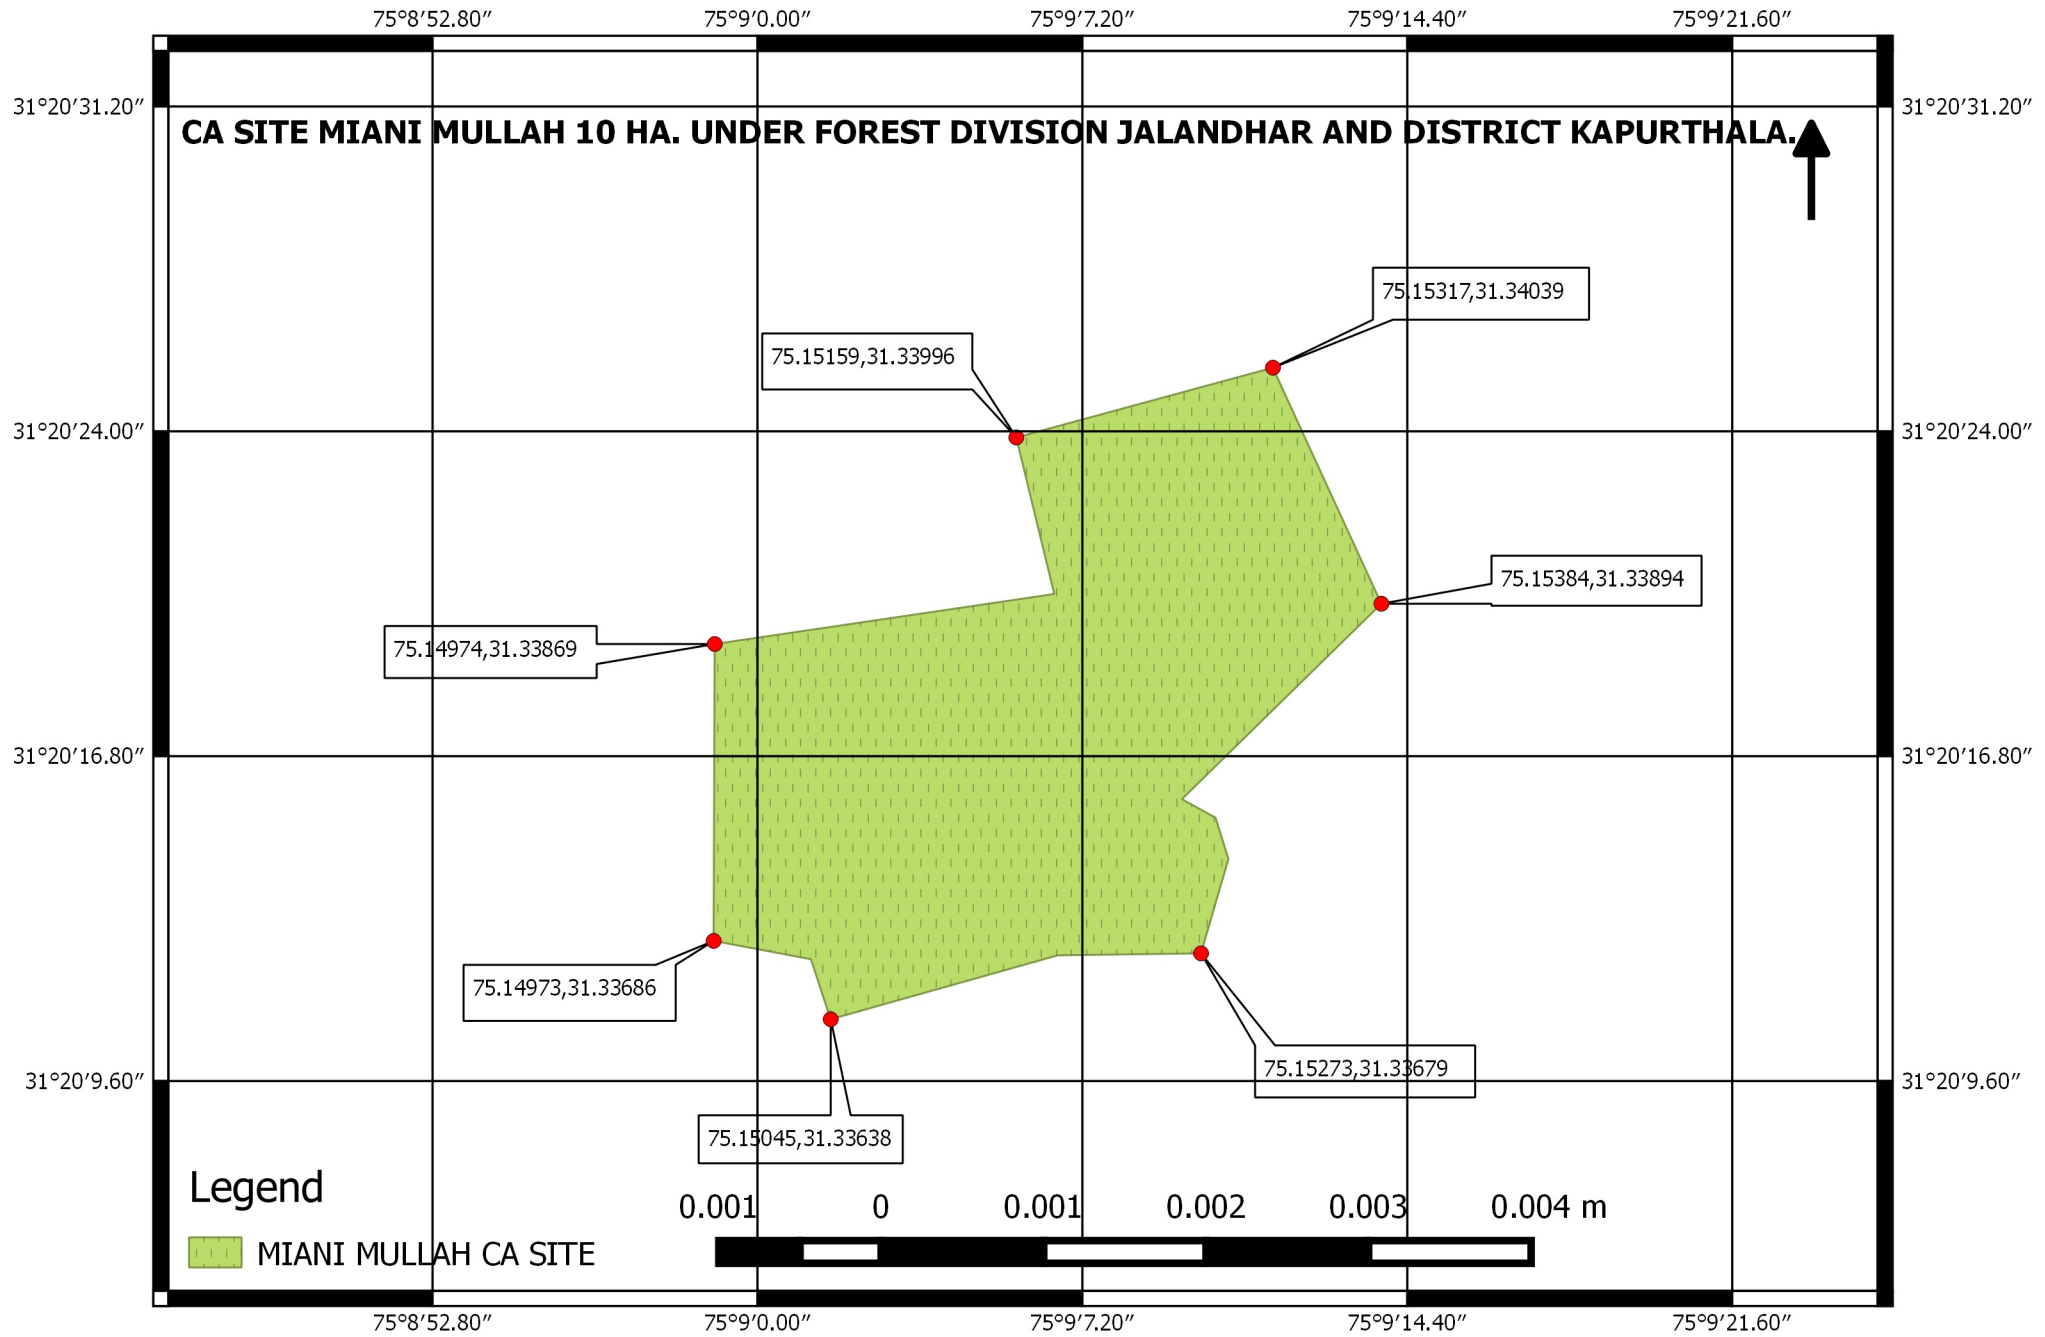 75°8′52.80″ 75°9′0.00″ 75°9′7.20″ 75°9′14.40″ 75°9′21.60″
31°20′31.20″ 31°20′31.20″
CA SITE MIANI MULLAH 10 HA. UNDER FOREST DIVISION JALANDHAR AND DISTRICT KAPURTHALA.
75.15317,31.34039
75.15159,31.33996
31°20′24.00″ 31°20′24.00″
75.15384,31.33894
75.14974,31.33869
31°20′16.80″ 31°20′16.80″
75.14973,31.33686
75.15273,31.33679
31°20′9.60″ 31°20′9.60″
75.15045,31.33638
Legend
0.001 0 0.001 0.002 0.003 0.004 m
MIANI MULLAH CA SITE
75°8′52.80″ 75°9′0.00″ 75°9′7.20″ 75°9′14.40″ 75°9′21.60″